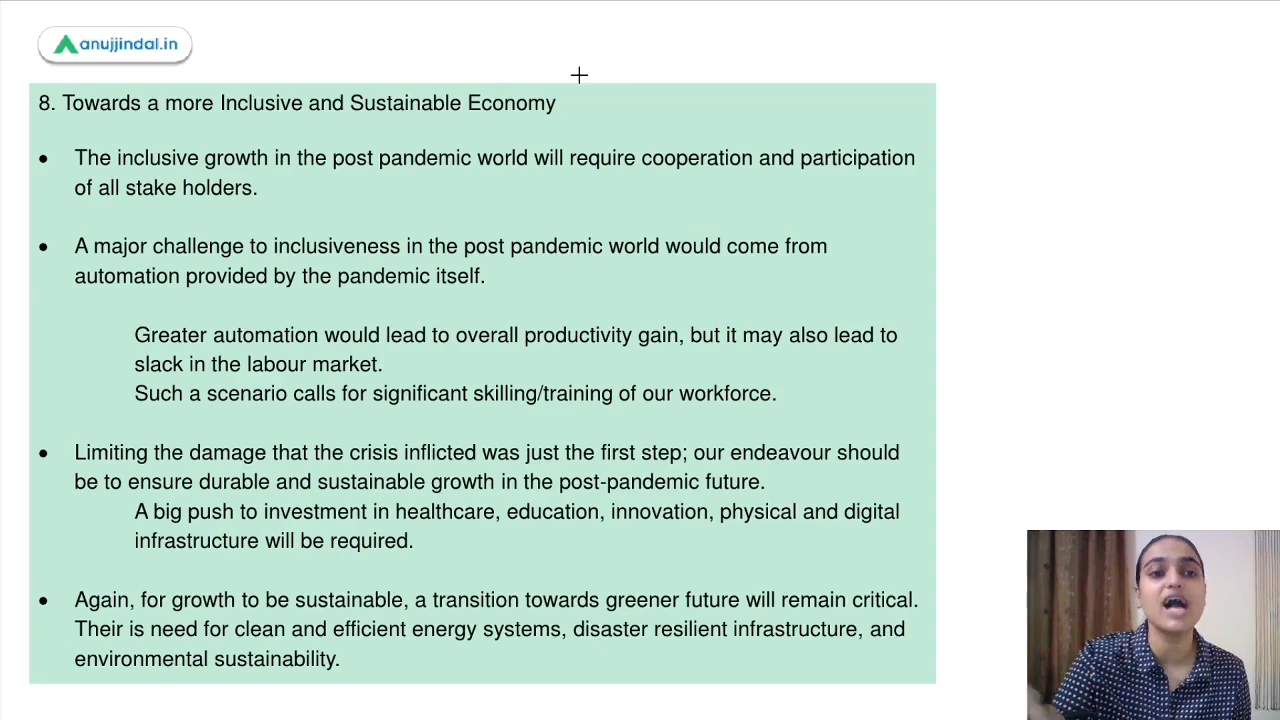 anujjindal.in
8. Towards a more Inclusive and Sustainable Economy
• The inclusive growth in the post pandemic world will require cooperation and participation
of all stake holders.
• A major challenge to inclusiveness in the post pandemic world would come from
automation provided by the pandemic itself.
Greater automation would lead to overall productivity gain, but it may also lead to
slack in the labour market.
Such a scenario calls for significant skilling/training of our workforce.
• Limiting the damage that the crisis inflicted was just the first step; our endeavour should
be to ensure durable and sustainable growth in the post-pandemic future.
A big push to investment in healthcare, education, innovation, physical and digital
infrastructure will be required.
• Again, for growth to be sustainable, a transition towards greener future will remain critical.
Their is need for clean and efficient energy systems, disaster resilient infrastructure, and
environmental sustainability.